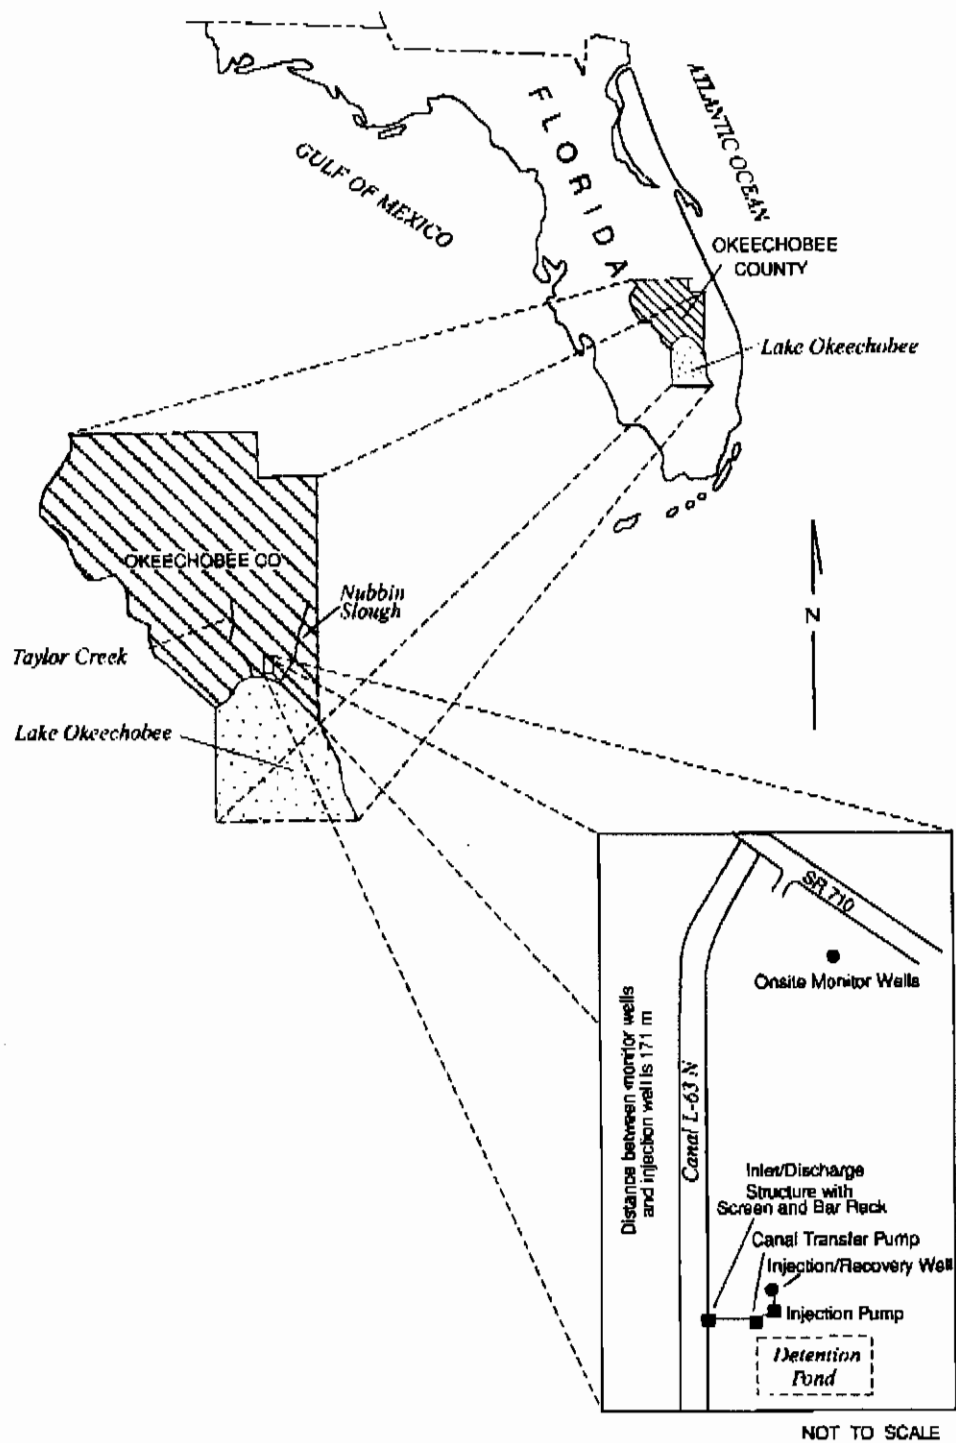 FLORIDA
ATLANTIC OCEAN
GULF OF MEXICO
OKEECHOBEE
COUNTY
Lake Okeechobee
OKEECHOBEE CO
Nubbin
Slough
Taylor Creek
Lake Okeechobee
N
SR 710
Onsite Monitor Wells
Distance between monitor wells
and injection well is 171 m
Canal L-63 N
Inlet/Discharge
Structure with
Screen and Bar Rack
Canal Transfer Pump
Injection/Recovery Well
Injection Pump
Detention
Pond
NOT TO SCALE